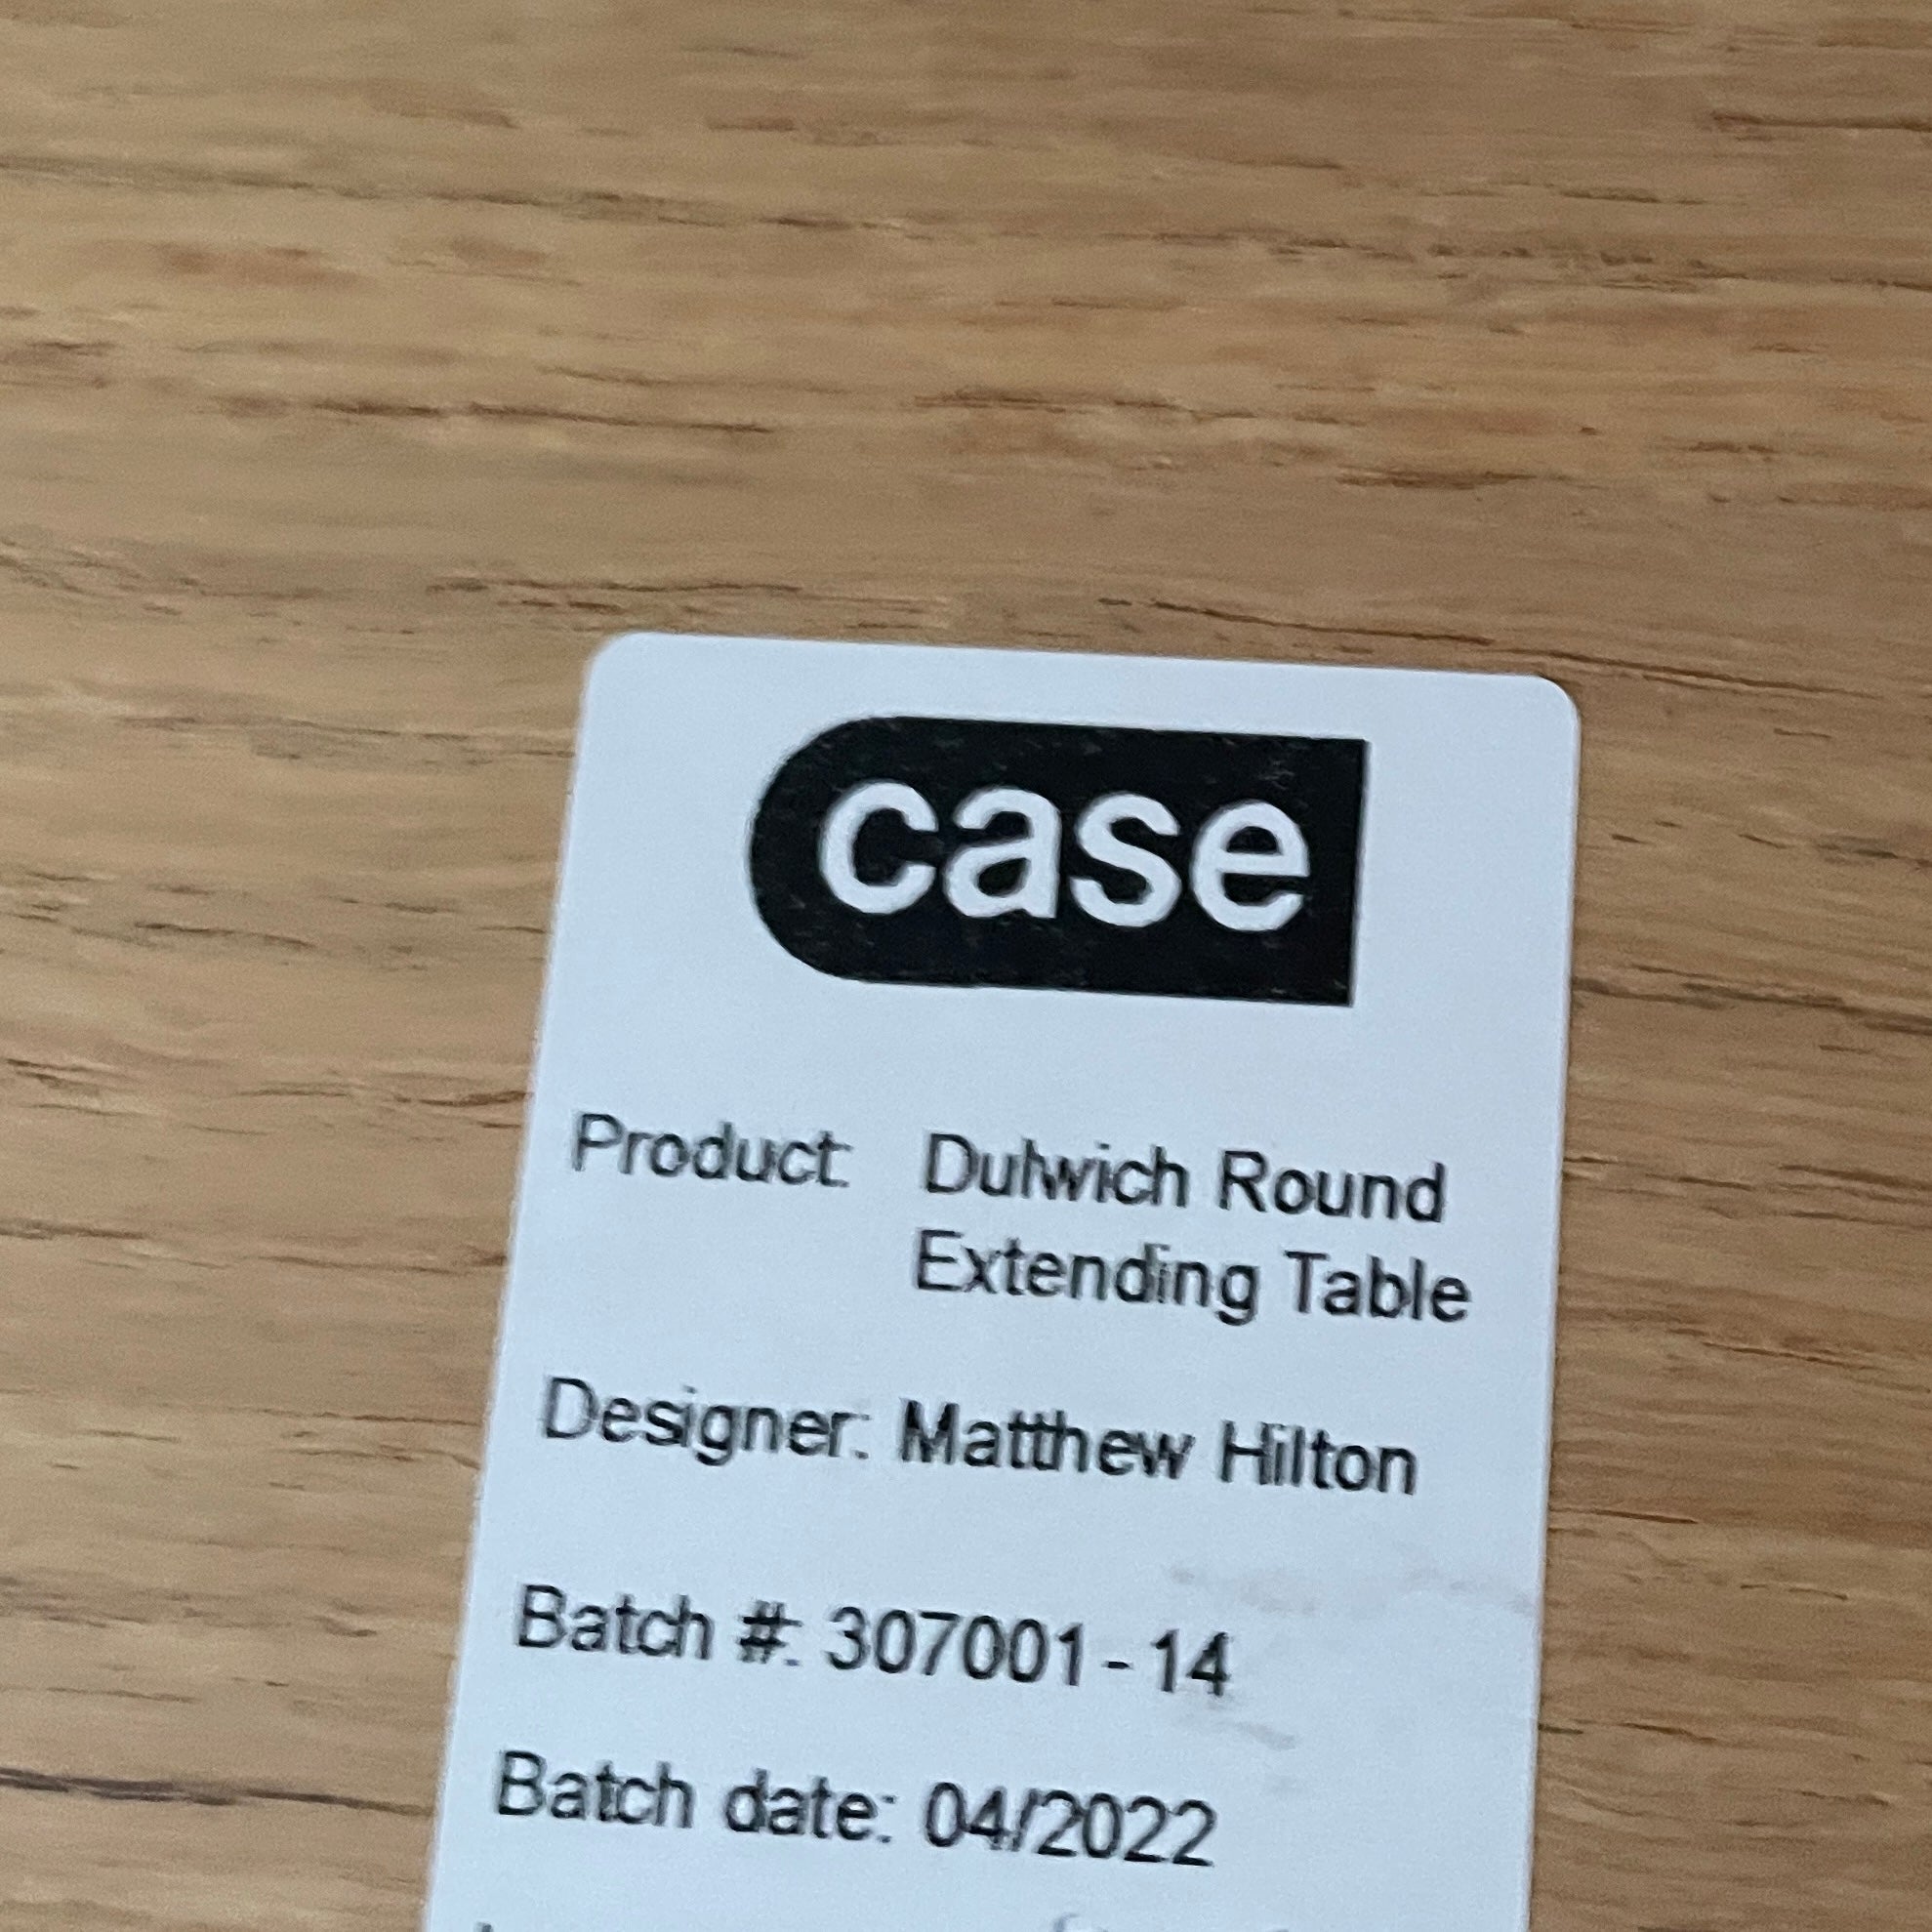 case
Product: Dulwich Round
Extending Table
Designer: Matthew Hilton
Batch #: 307001 - 14
Batch date: 04/2022